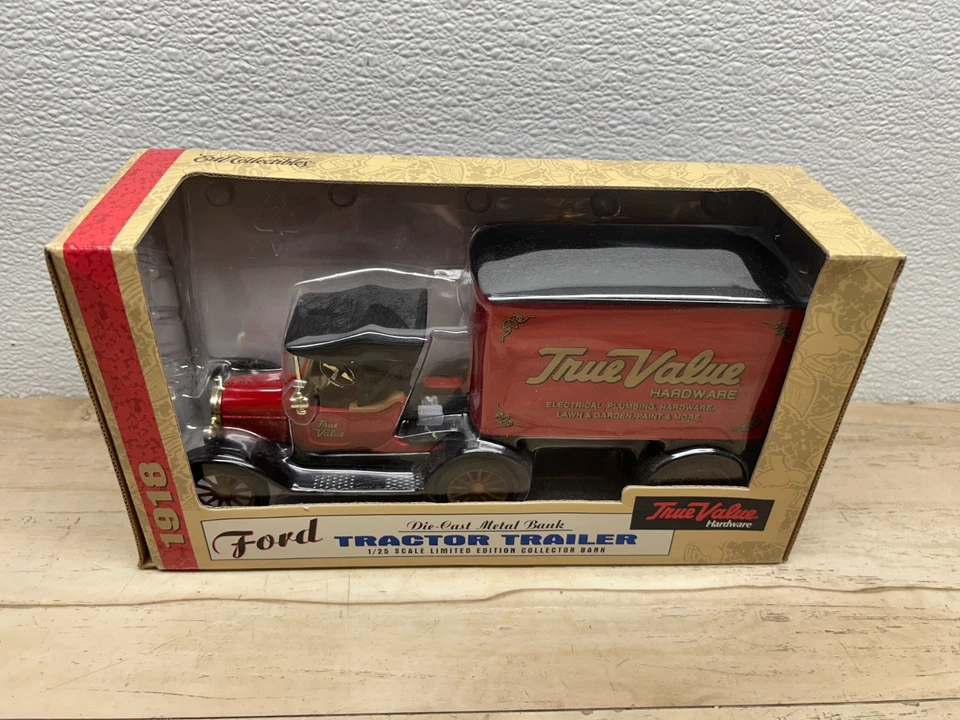 Ertl Collectibles
1918
True Value
HARDWARE
ELECTRICAL, PLUMBING, HARDWARE,
LAWN & GARDEN, PAINT & MORE
True
Value
True Value
Hardware
Ford
Die-Cast Metal Bank
TRACTOR TRAILER
1/25 SCALE LIMITED EDITION COLLECTOR BANK